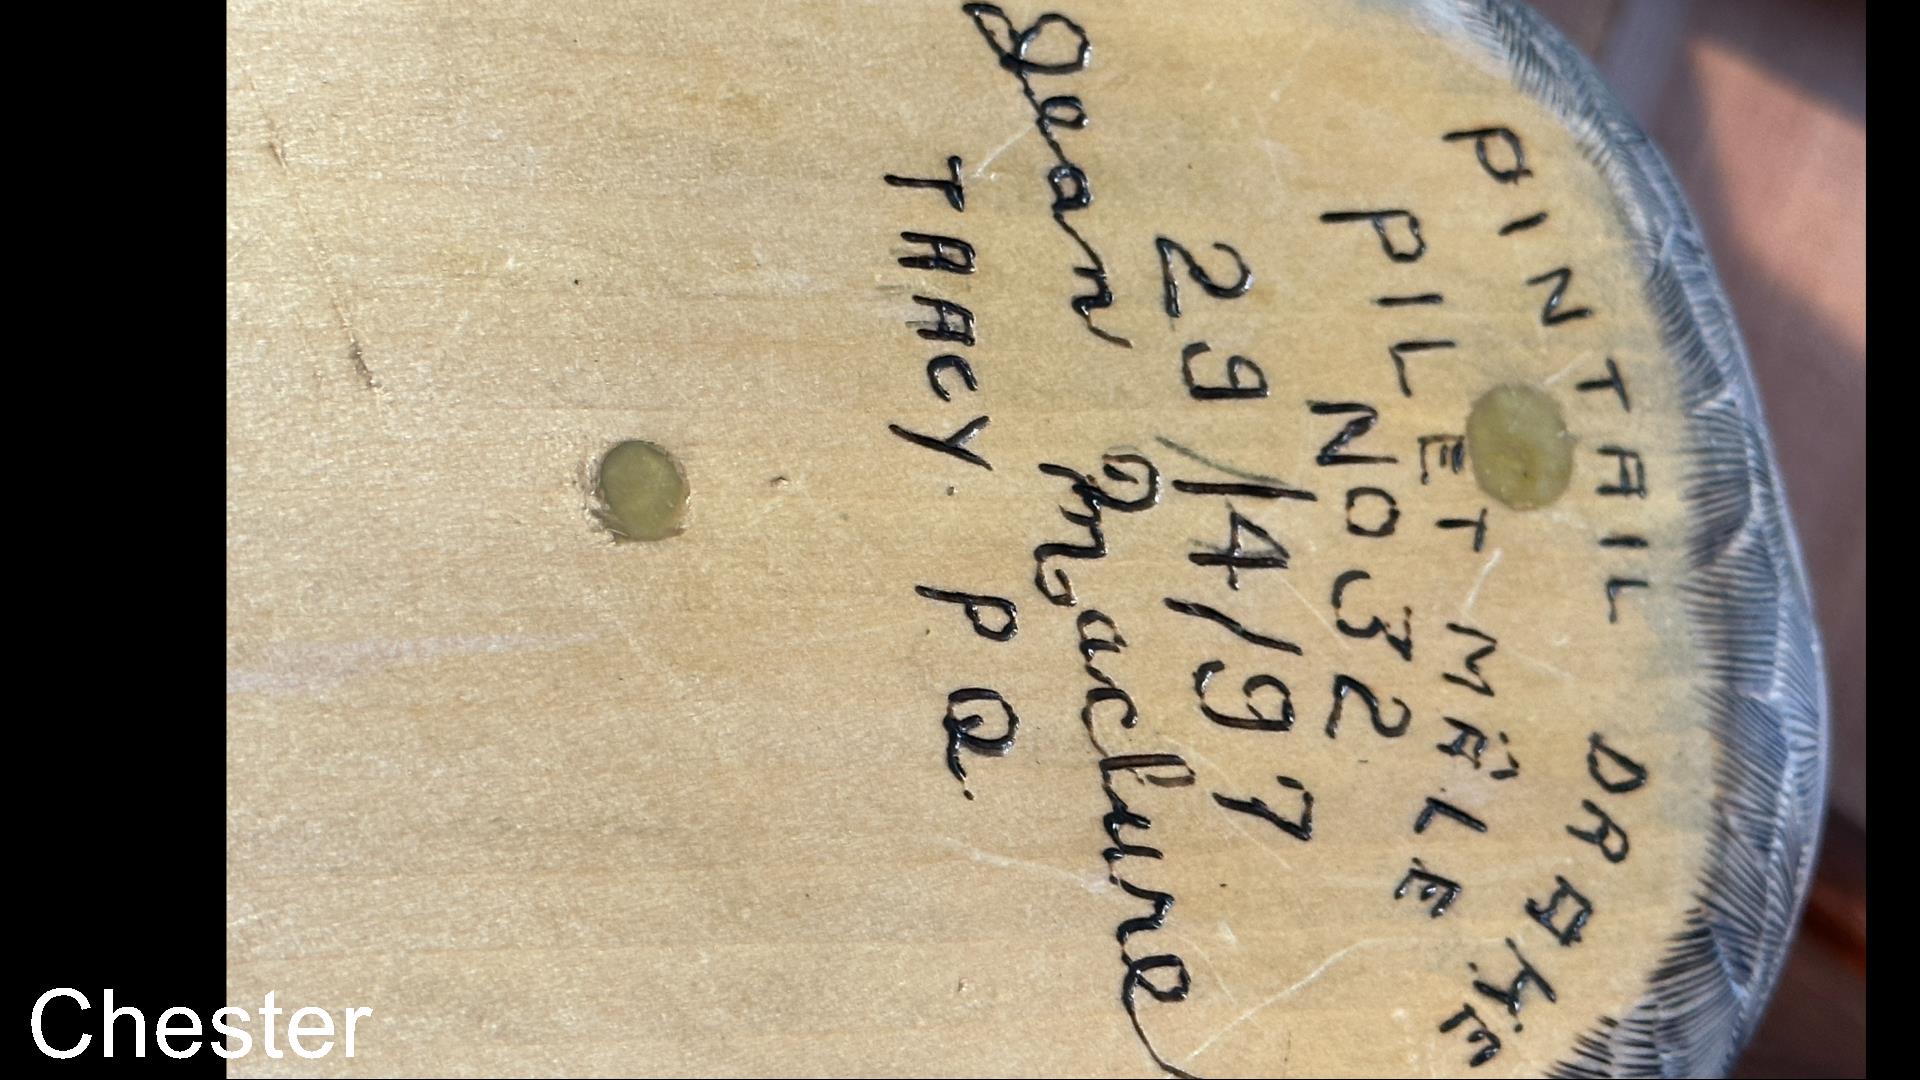 PINTAIL DRAKE
PILET MÂLE
NO 32
29/4/97
Jean Maclure
TRACY P Q.
Chester